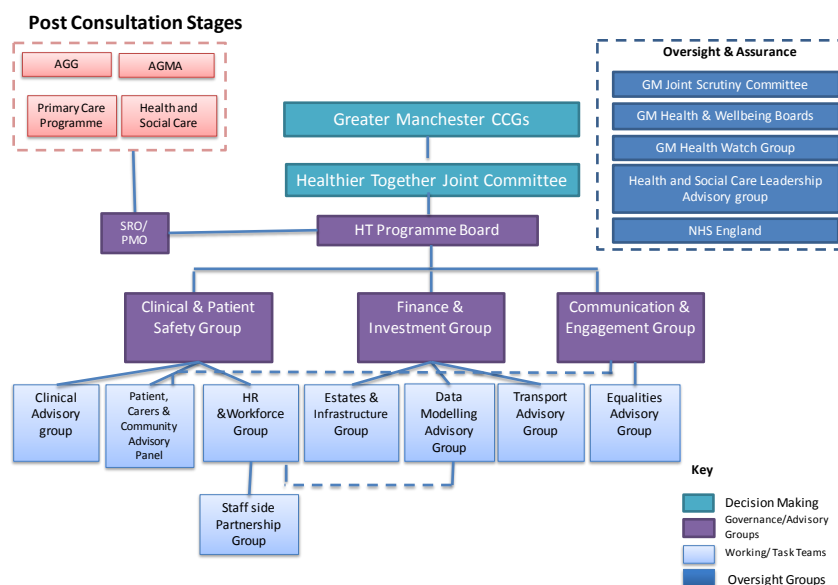 Post Consultation Stages
AGG
AGMA
Primary Care
Programme
Health and
Social Care
Oversight & Assurance
GM Joint Scrutiny Committee
GM Health & Wellbeing Boards
GM Health Watch Group
Health and Social Care Leadership
Advisory group
NHS England
Greater Manchester CCGs
Healthier Together Joint Committee
SRO/
PMO
HT Programme Board
Clinical & Patient
Safety Group
Finance &
Investment Group
Communication &
Engagement Group
Clinical
Advisory
group
Patient,
Carers &
Community
Advisory
Panel
HR
&Workforce
Group
Estates &
Infrastructure
Group
Data
Modelling
Advisory
Group
Transport
Advisory
Group
Equalities
Advisory
Group
Staff side
Partnership
Group
Key
Decision Making
Governance/Advisory
Groups
Working/ Task Teams
Oversight Groups